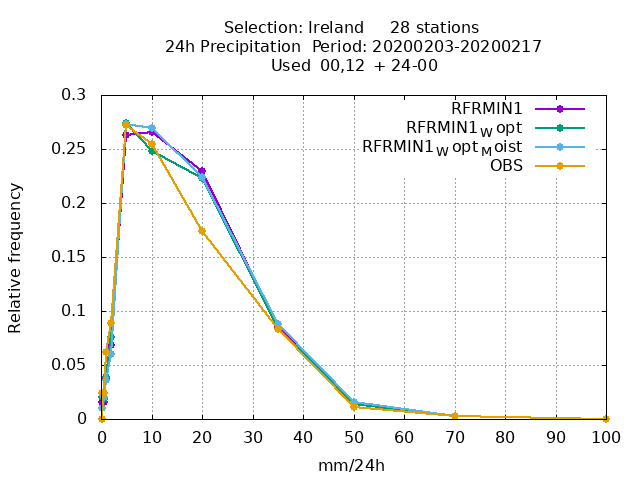 Selection: Ireland 28 stations
24h Precipitation Period: 20200203-20200217
Used 00,12 + 24-00
RFRMIN1
RFRMIN1wopt
RFRMIN1woptMoist
OBS
0.3
0.25
0.2
0.15
0.1
0.05
0
Relative frequency
0 10 20 30 40 50 60 70 80 90 100
mm/24h